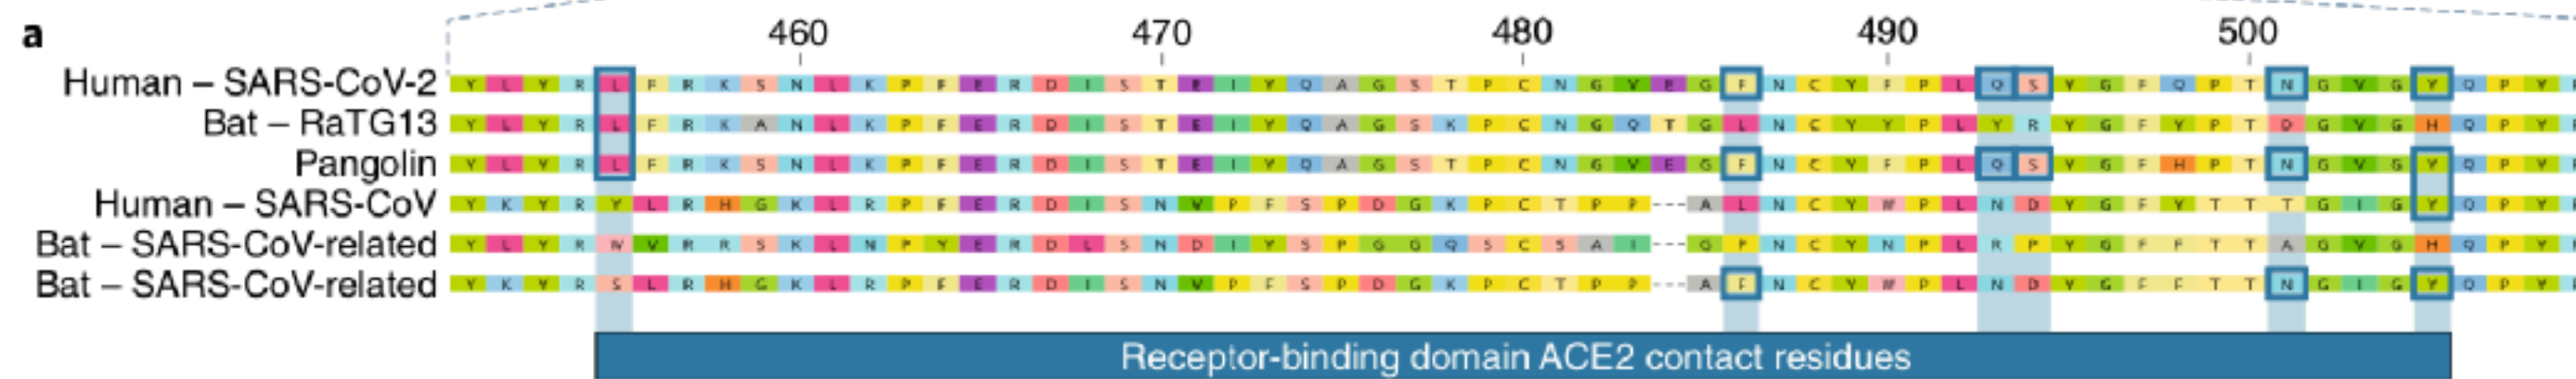 a
460 470 480 490 500
Human – SARS-CoV-2 Y L Y R L F R K S N L K P F E R D I S T E I Y Q A G S T P C N G V E G F N C Y F P L Q S Y G F Q P T N G V G Y Q P Y
Bat – RaTG13 Y L Y R L F R K A N L K P F E R D I S T E I Y Q A G S K P C N G Q T G L N C Y Y P L Y R Y G F Y P T D G V G H Q P Y
Pangolin Y L Y R L F R K S N L K P F E R D I S T E I Y Q A G S T P C N G V E G F N C Y F P L Q S Y G F H P T N G V G Y Q P Y
Human – SARS-CoV Y K Y R Y L R H G K L R P F E R D I S N V P F S P D G K P C T P P --- A L N C Y W P L N D Y G F Y T T T G I G Y Q P Y
Bat – SARS-CoV-related Y L Y R W V R R S K L N P Y E R D L S N D I Y S P G G Q S C S A I --- G P N C Y N P L R P Y G F F T T A G V G H Q P Y
Bat – SARS-CoV-related Y K Y R S L R H G K L R P F E R D I S N V P F S P D G K P C T P P --- A F N C Y W P L N D Y G F F T T N G I G Y Q P Y
Receptor-binding domain ACE2 contact residues